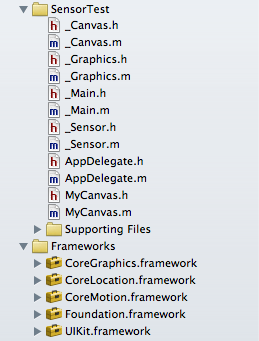 SensorTest
_Canvas.h
_Canvas.m
_Graphics.h
_Graphics.m
_Main.h
_Main.m
_Sensor.h
_Sensor.m
AppDelegate.h
AppDelegate.m
MyCanvas.h
MyCanvas.m
Supporting Files
Frameworks
CoreGraphics.framework
CoreLocation.framework
CoreMotion.framework
Foundation.framework
UIKit.framework